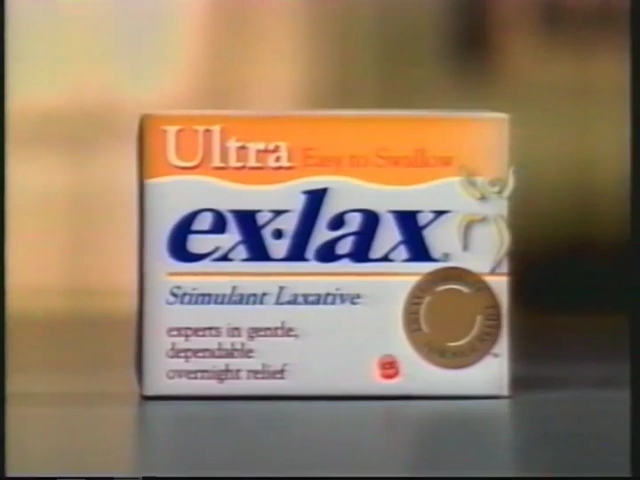 Ultra Easy to Swallow
ex·lax
Stimulant Laxative
experts in gentle,
dependable
overnight relief